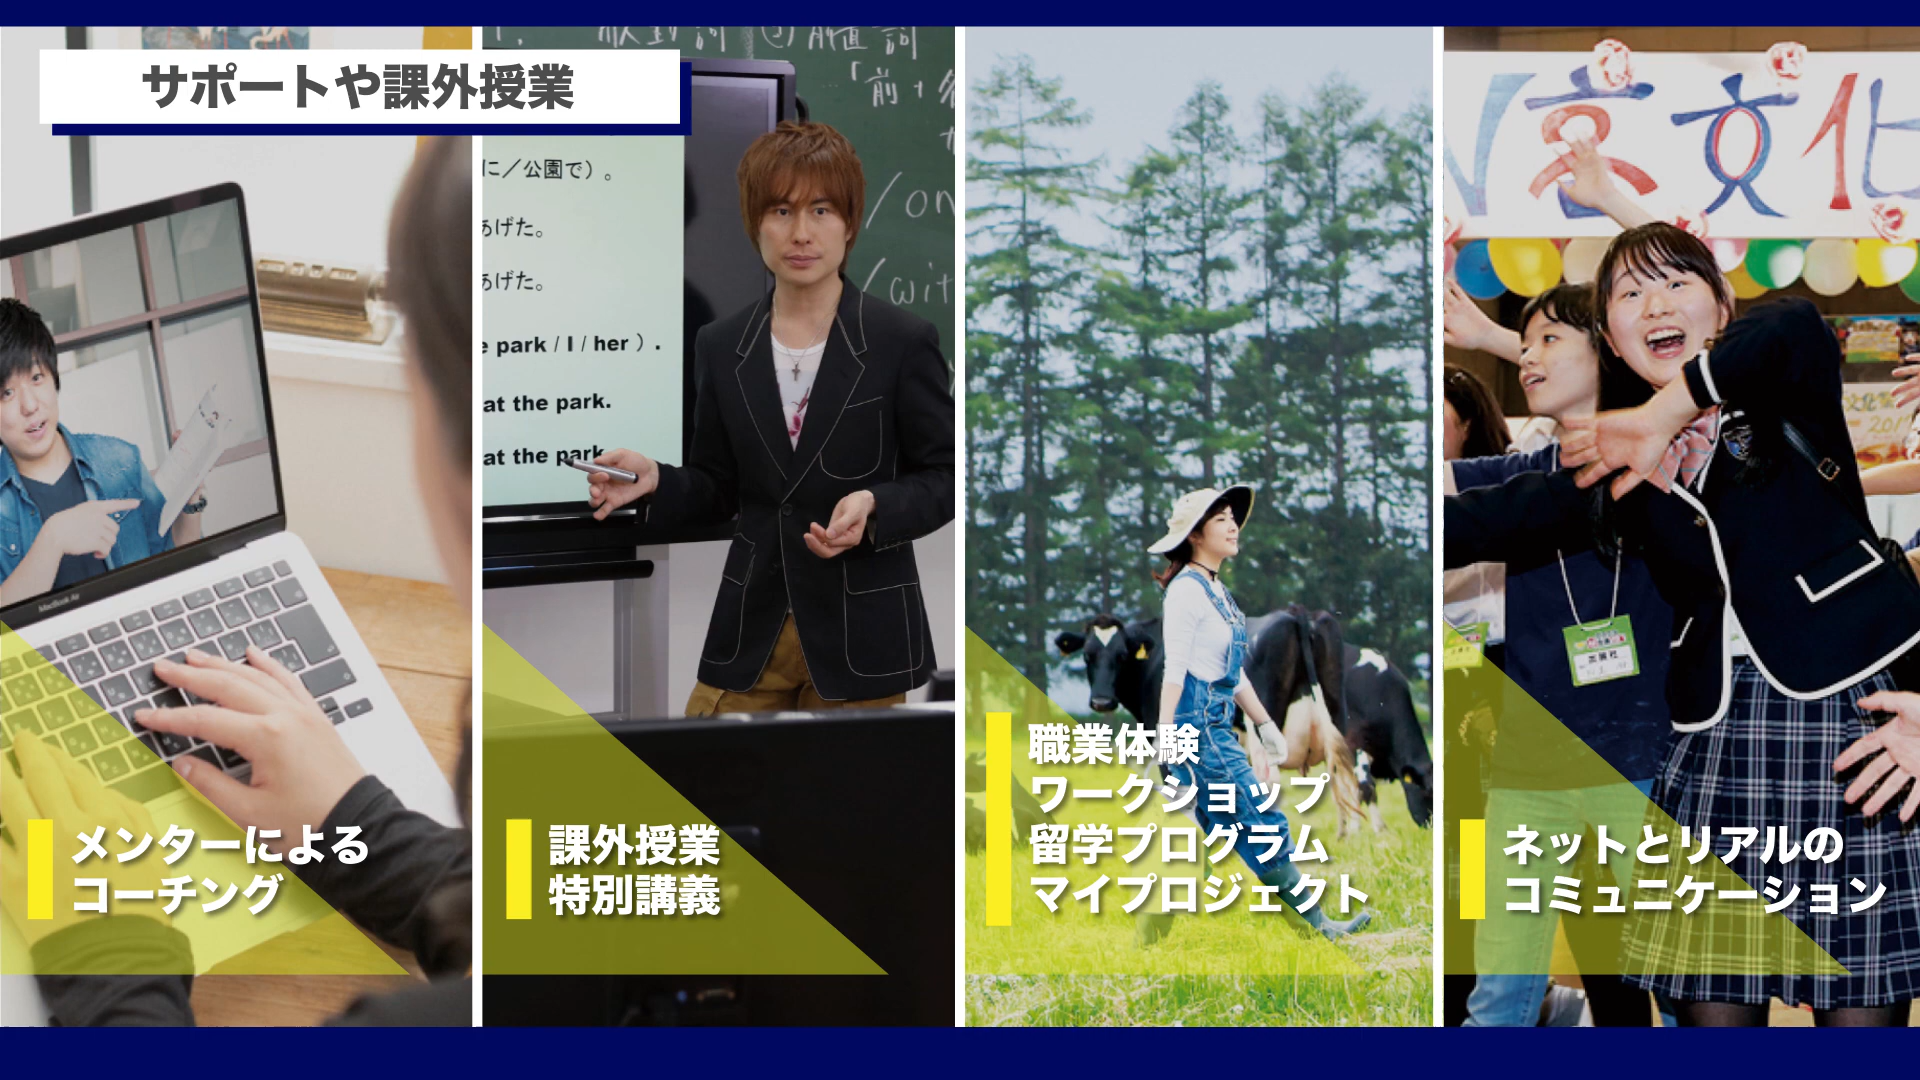 サポートや課外授業
に／公園で）。
あげた。
あげた。
e park / I / her ）.
at the park.
at the park
/ on
/ wit
文化
MacBook Air
メンターによる
コーチング
課外授業
特別講義
職業体験
ワークショップ
留学プログラム
マイプロジェクト
ネットとリアルの
コミュニケーション